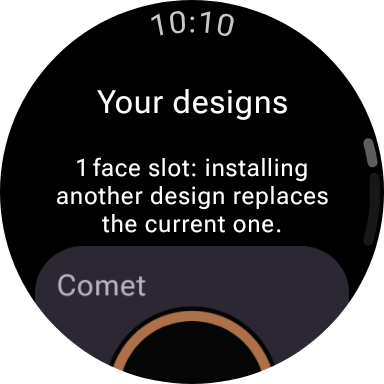 10:10
Your designs
1 face slot: installing
another design replaces
the current one.
Comet